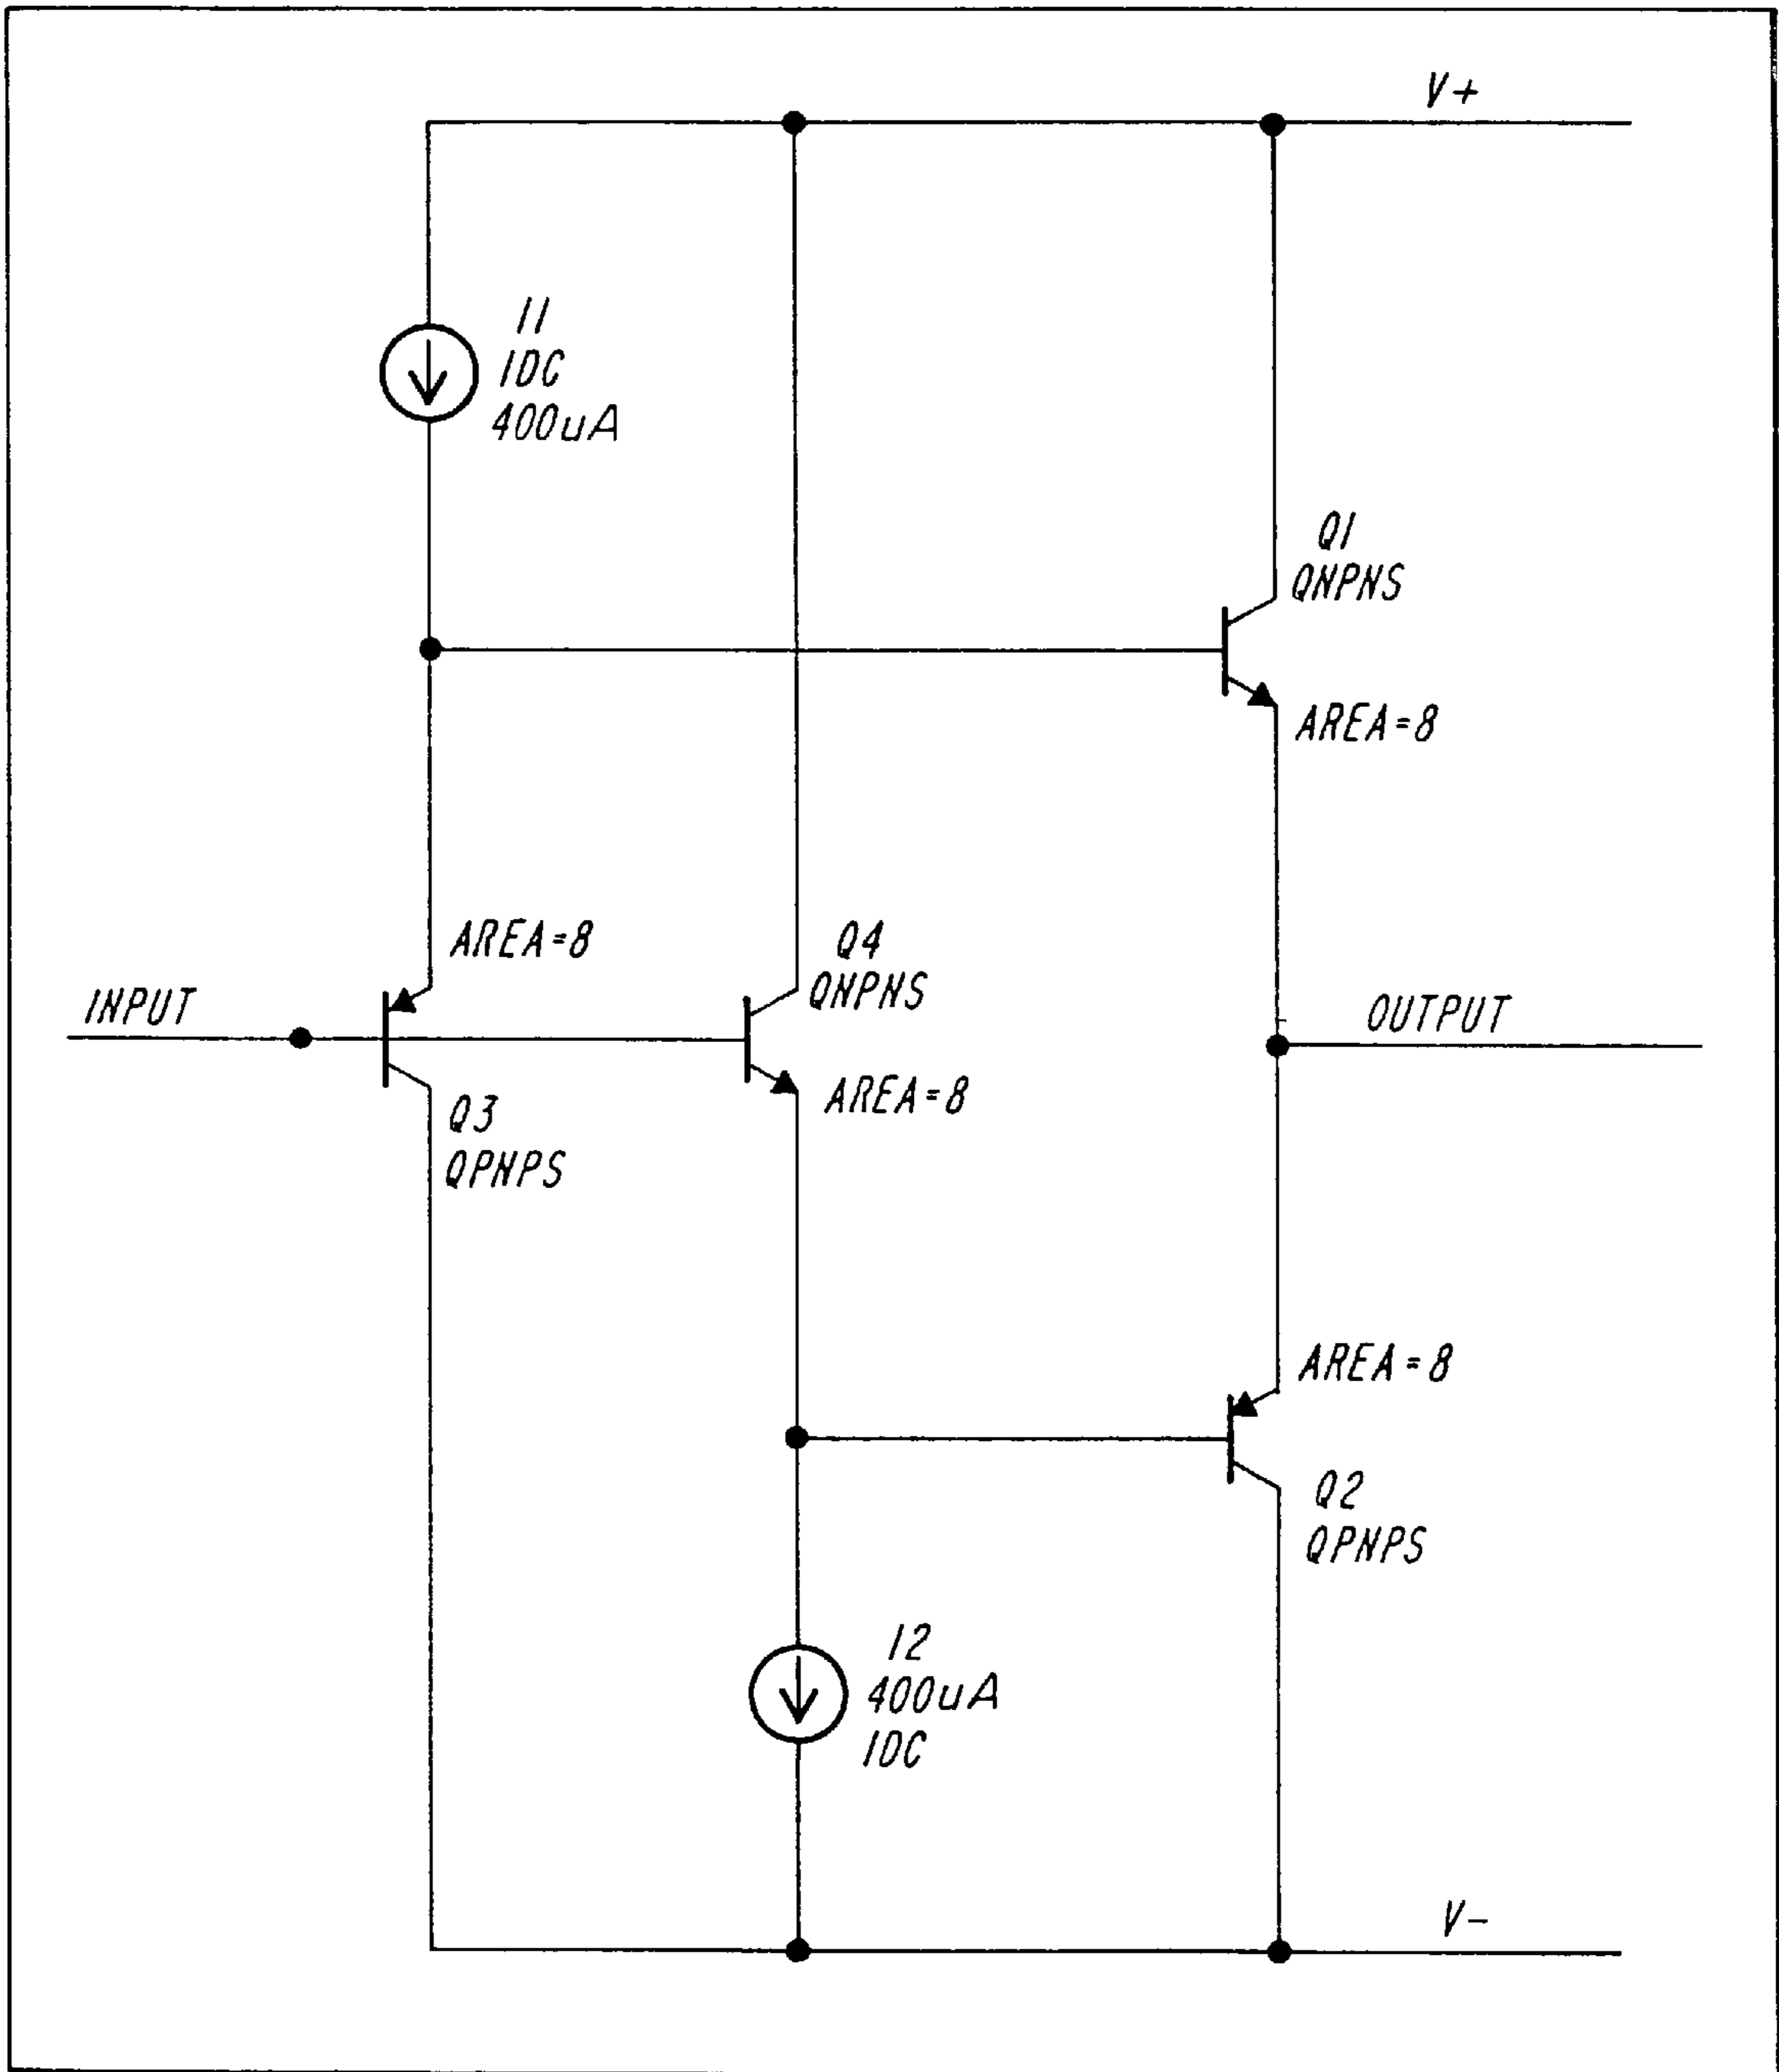 V+
I1
IDC
400uA
Q1
QNPNS
AREA=8
AREA=8
Q4
QNPNS
INPUT
OUTPUT
AREA=8
Q3
QPNPS
AREA=8
Q2
QPNPS
I2
400uA
IDC
V-